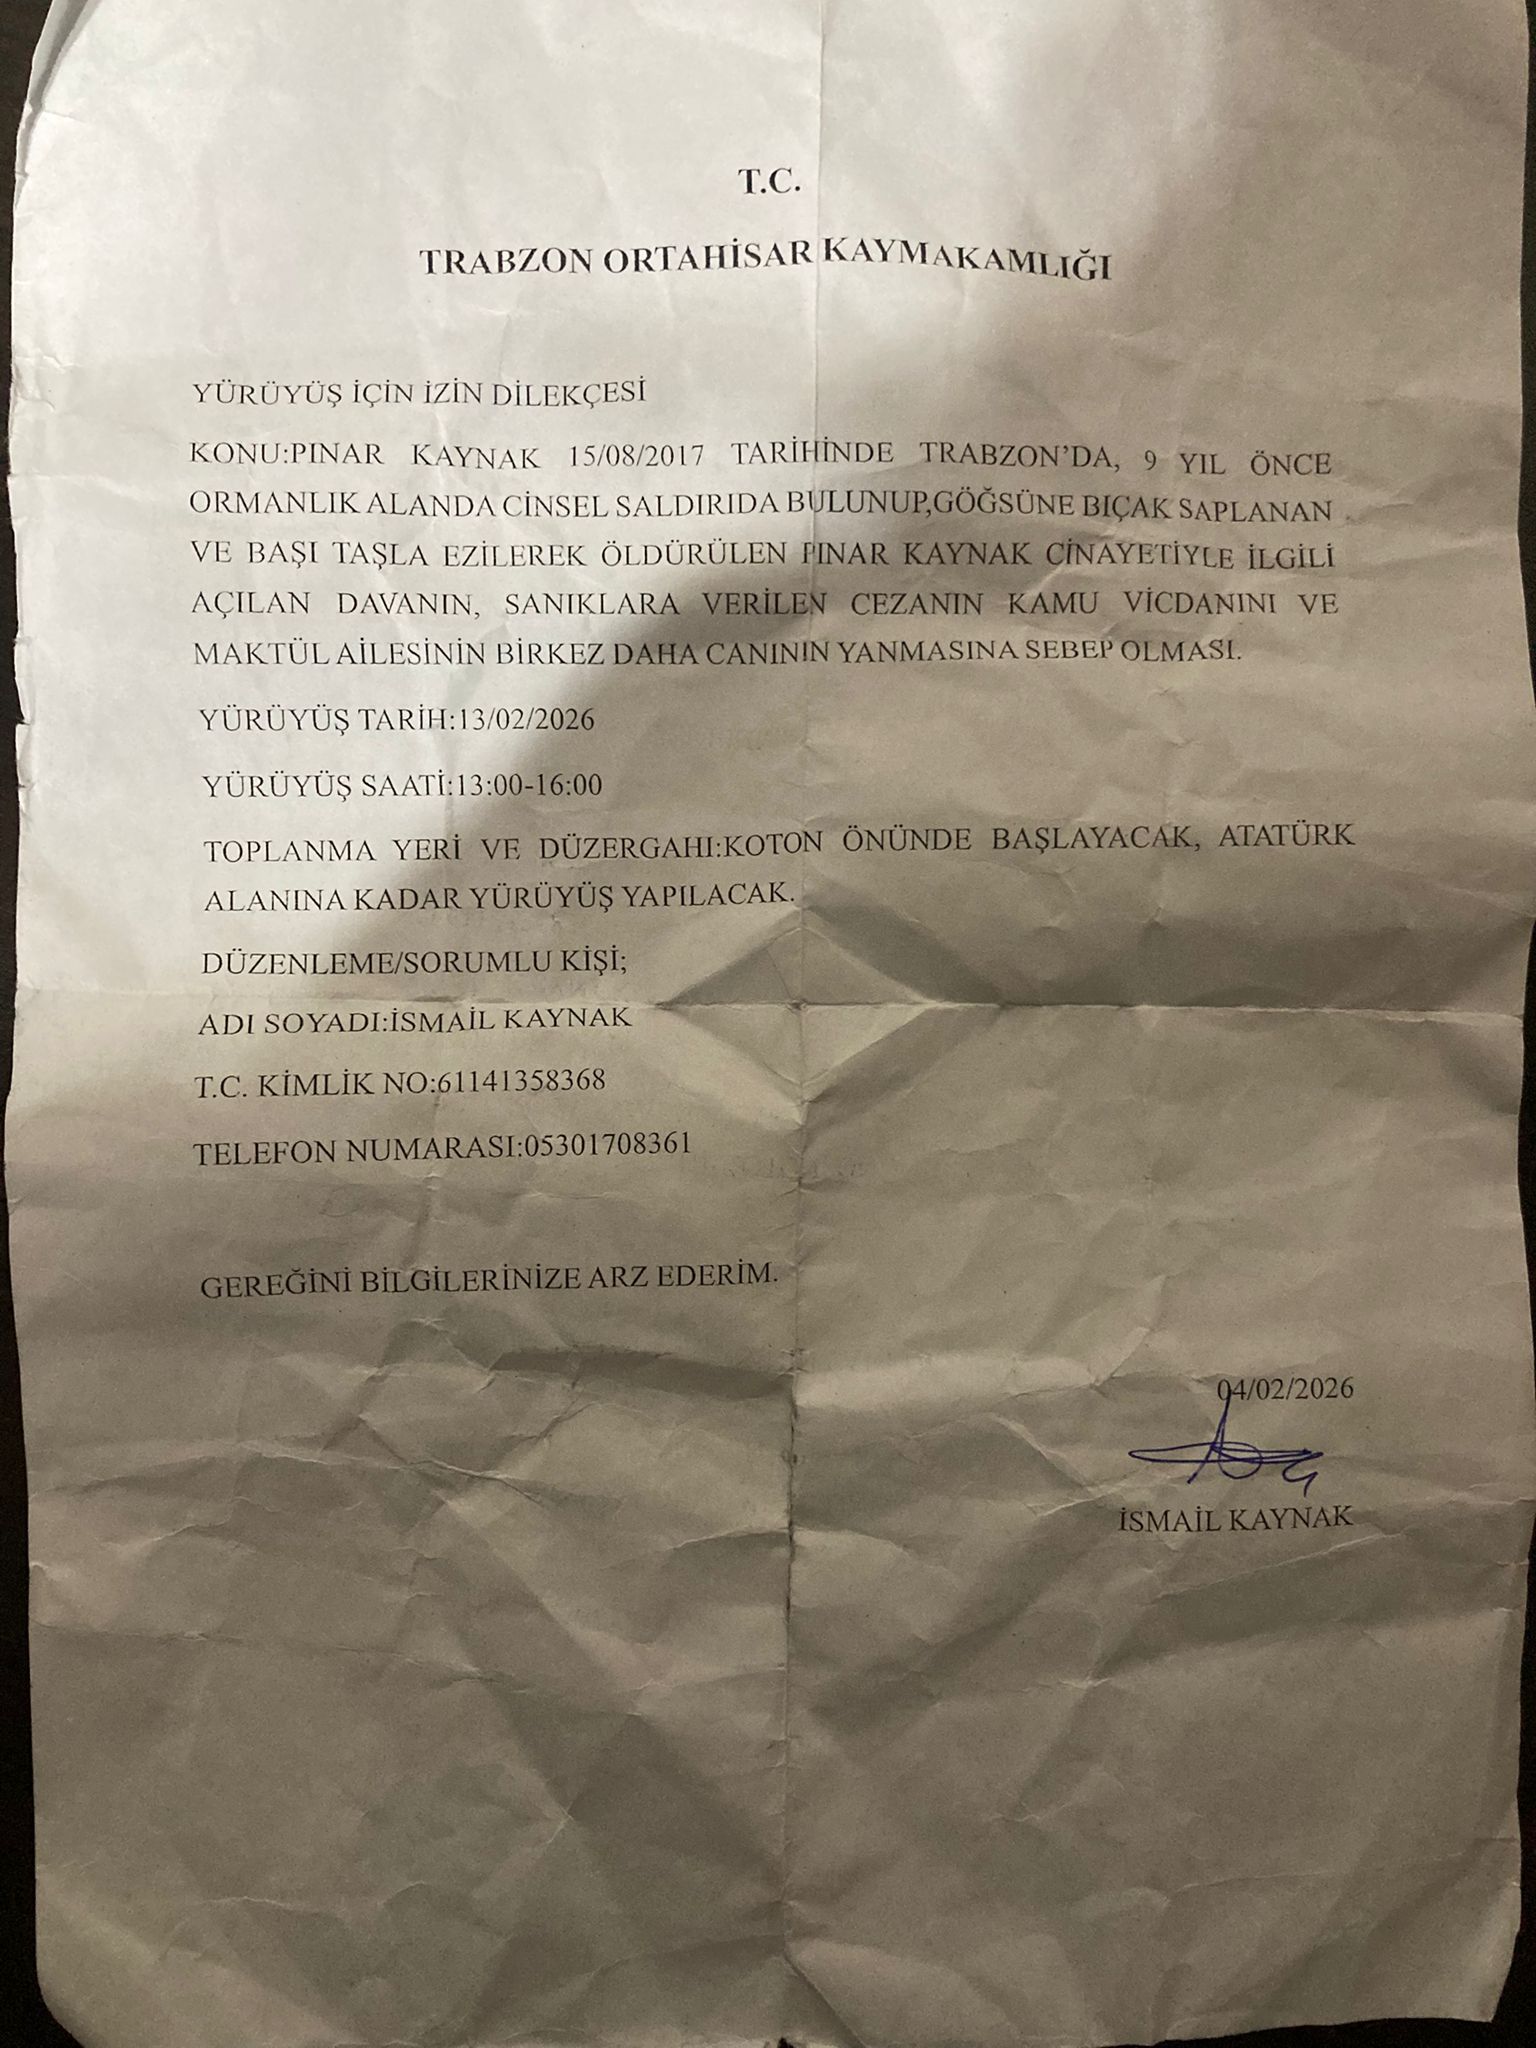 T.C.
TRABZON ORTAHİSAR KAYMAKAMLIĞI
YÜRÜYÜŞ İÇİN İZİN DİLEKÇESİ
KONU:PINAR KAYNAK 15/08/2017 TARİHİNDE TRABZON'DA, 9 YIL ÖNCE
ORMANLIK ALANDA CİNSEL SALDIRIDA BULUNUP,GÖĞSÜNE BIÇAK SAPLANAN
VE BAŞI TAŞLA EZİLEREK ÖLDÜRÜLEN PINAR KAYNAK CİNAYETİYLE İLGİLİ
AÇILAN DAVANIN, SANIKLARA VERİLEN CEZANIN KAMU VİCDANINI VE
MAKTÜL AİLESİNİN BİRKEZ DAHA CANININ YANMASINA SEBEP OLMASI.
YÜRÜYÜŞ TARİH:13/02/2026
YÜRÜYÜŞ SAATİ:13:00-16:00
TOPLANMA YERİ VE DÜZERGAHI:KOTON ÖNÜNDE BAŞLAYACAK, ATATÜRK
ALANINA KADAR YÜRÜYÜŞ YAPILACAK.
DÜZENLEME/SORUMLU KİŞİ;
ADI SOYADI:İSMAİL KAYNAK
T.C. KİMLİK NO:61141358368
TELEFON NUMARASI:05301708361
GEREĞİNİ BİLGİLERİNİZE ARZ EDERİM.
04/02/2026
İSMAİL KAYNAK